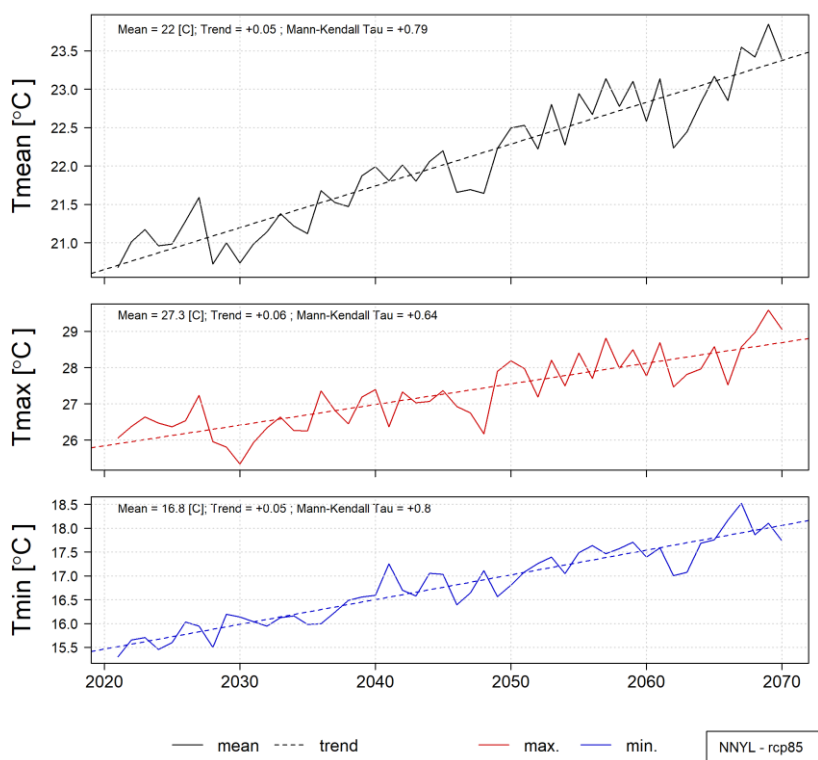 Mean = 22 [C]; Trend = +0.05 ; Mann-Kendall Tau = +0.79
Tmean [°C]
23.5
23.0
22.5
22.0
21.5
21.0
Mean = 27.3 [C]; Trend = +0.06 ; Mann-Kendall Tau = +0.64
Tmax [°C]
29
28
27
26
Mean = 16.8 [C]; Trend = +0.05 ; Mann-Kendall Tau = +0.8
Tmin [°C]
18.5
18.0
17.5
17.0
16.5
16.0
15.5
2020 2030 2040 2050 2060 2070
mean trend max. min. NNYL - rcp85